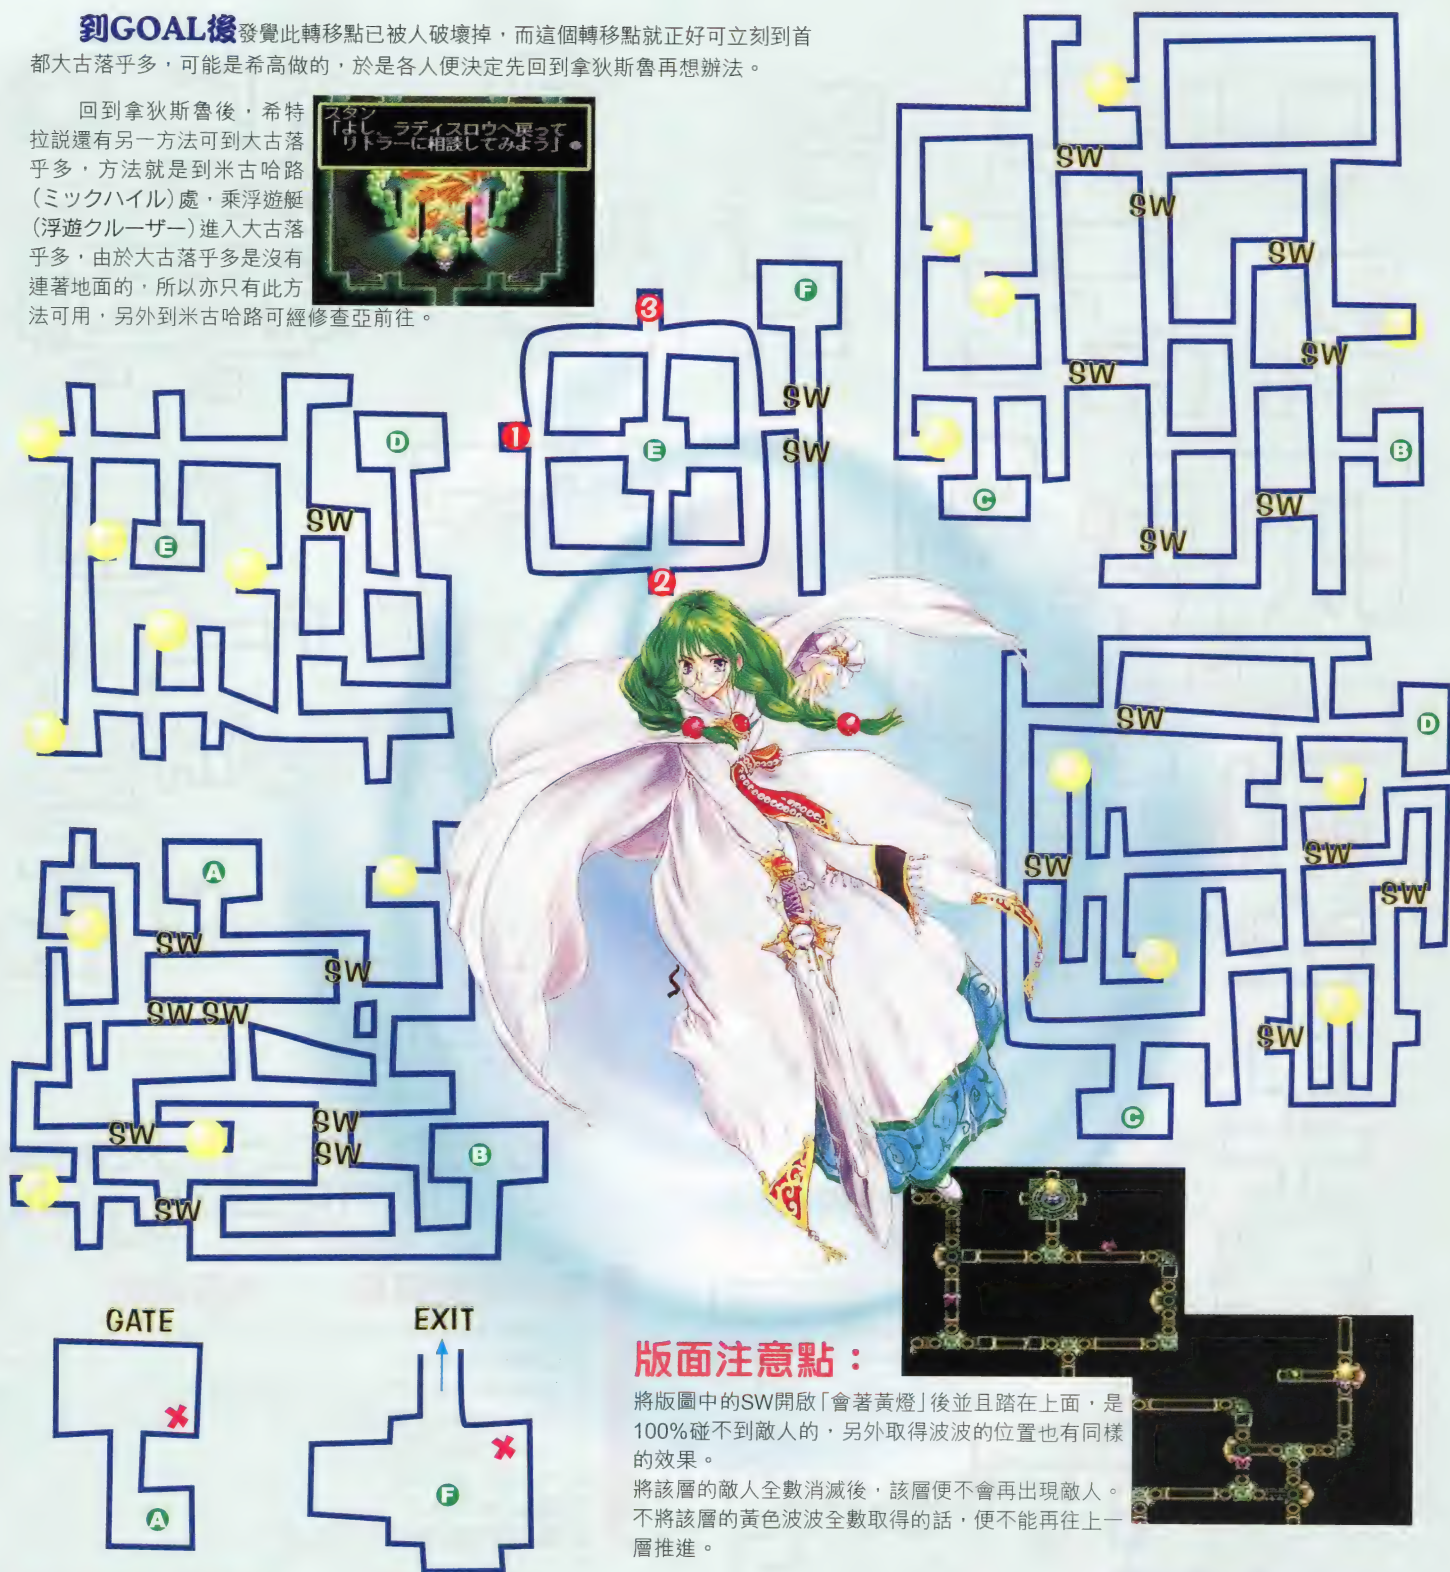 到GOAL後發覺此轉移點已被人破壞掉，而這個轉移點就正好可立刻到首
都大古落乎多，可能是希高做的，於是各人便決定先回到拿狄斯魯再想辦法。
回到拿狄斯魯後，希特
拉説還有另一方法可到大古落
乎多，方法就是到米古哈路
(ミックハイル)處，乘浮遊艇
(浮遊クルーザー)進入大古落
乎多，由於大古落乎多是沒有
連著地面的，所以亦只有此方
法可用，另外到米古哈路可經修查亞前往。
スタン
「よし、ラディスロウへ戻って
リトラーに相談してみよう」
SW
SW
SW
SW
SW
SW
SW
C
B
3
F
SW
1
E
SW
2
D
SW
E
SW
D
SW
SW
SW
SW
C
A
SW
SW
SW SW
SW
SW
SW
B
SW
GATE
A
EXIT
F
版面注意點：
將版圖中的SW開啟「會著黃燈」後並且踏在上面，是
100%碰不到敵人的，另外取得波波的位置也有同樣
的效果。
將該層的敵人全數消滅後，該層便不會再出現敵人。
不將該層的黃色波波全數取得的話，便不能再往上一
層推進。